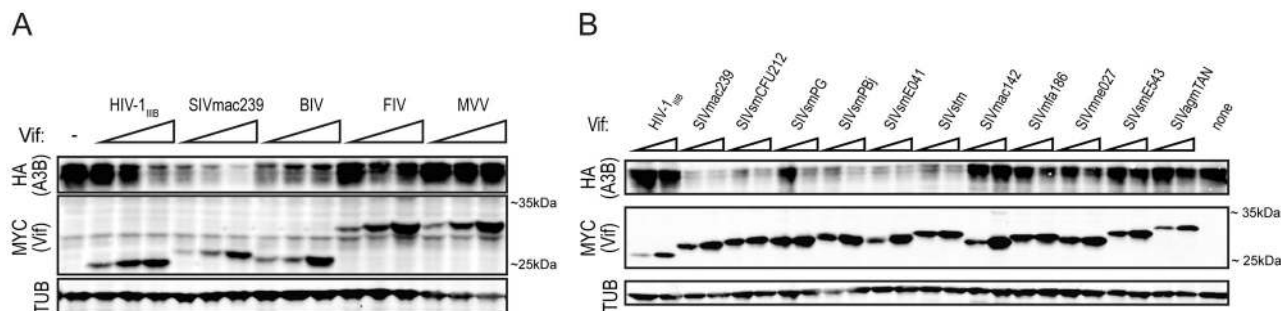 A
HIV-1IIIB SIVmac239 BIV FIV MVV
Vif: -
HA (A3B)
MYC (Vif)
~35kDa
~25kDa
TUB
B
Vif: HIV-1IIIB SIVmac239 SIVsmCFU212 SIVsmPG SIVsmPBj SIVsmE041 SIVstm SIVmac142 SIVmfa186 SIVmne027 SIVsmE543 SIVagmTAN none
HA (A3B)
MYC (Vif)
~ 35kDa
~ 25kDa
TUB